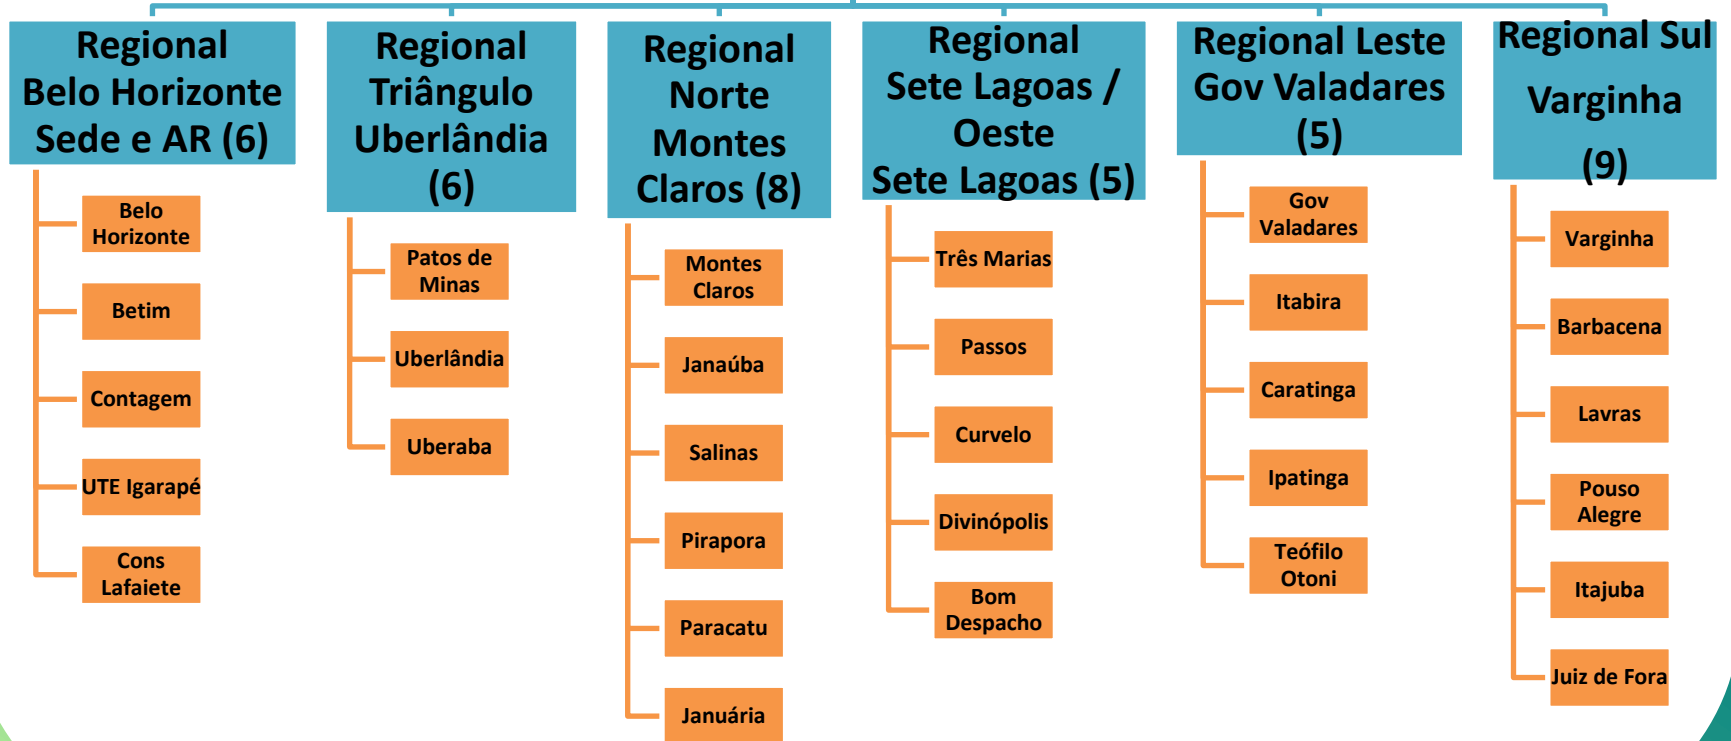 Regional
Belo Horizonte
Sede e AR (6)
Belo
Horizonte
Betim
Contagem
UTE Igarapé
Cons
Lafaiete
Regional
Triângulo
Uberlândia
(6)
Patos de
Minas
Uberlândia
Uberaba
Regional
Norte
Montes
Claros (8)
Montes
Claros
Janaúba
Salinas
Pirapora
Paracatu
Januária
Regional
Sete Lagoas /
Oeste
Sete Lagoas (5)
Três Marias
Passos
Curvelo
Divinópolis
Bom
Despacho
Regional Leste
Gov Valadares
(5)
Gov
Valadares
Itabira
Caratinga
Ipatinga
Teófilo
Otoni
Regional Sul
Varginha
(9)
Varginha
Barbacena
Lavras
Pouso
Alegre
Itajuba
Juiz de Fora